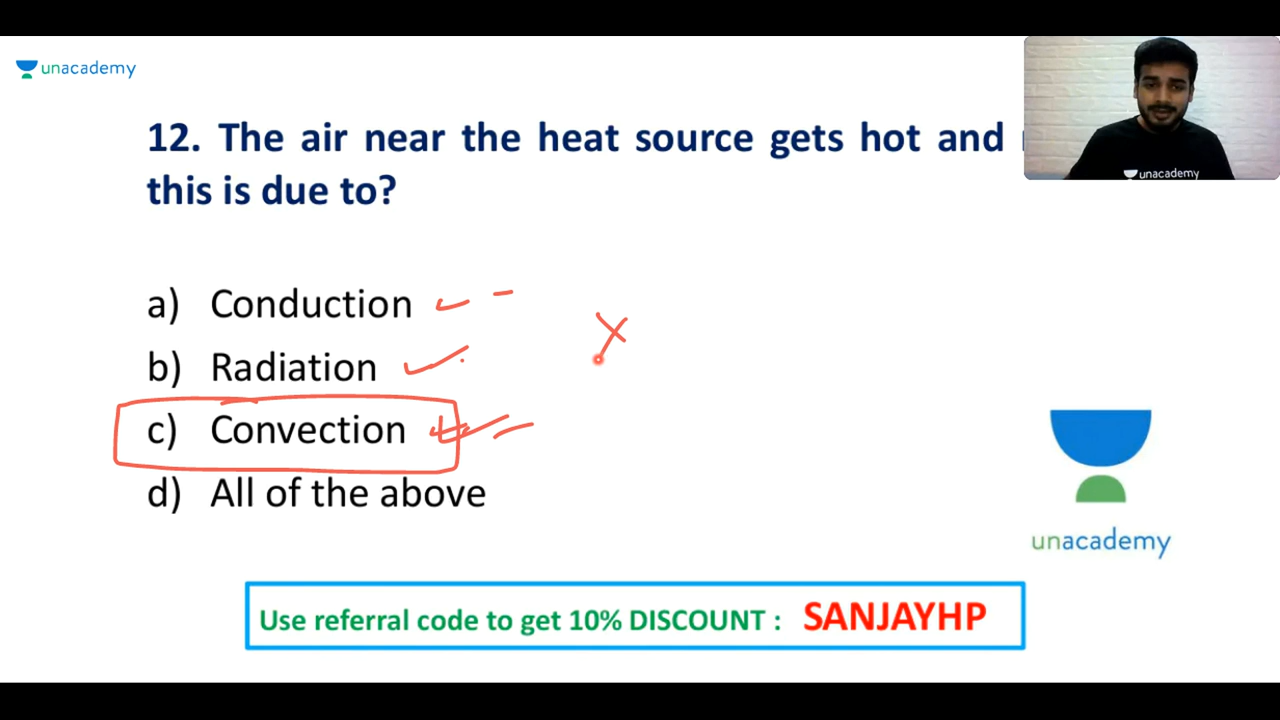 unacademy
12. The air near the heat source gets hot and
this is due to?
unacademy
a) Conduction
b) Radiation
c) Convection
d) All of the above
unacademy
Use referral code to get 10% DISCOUNT : SANJAYHP